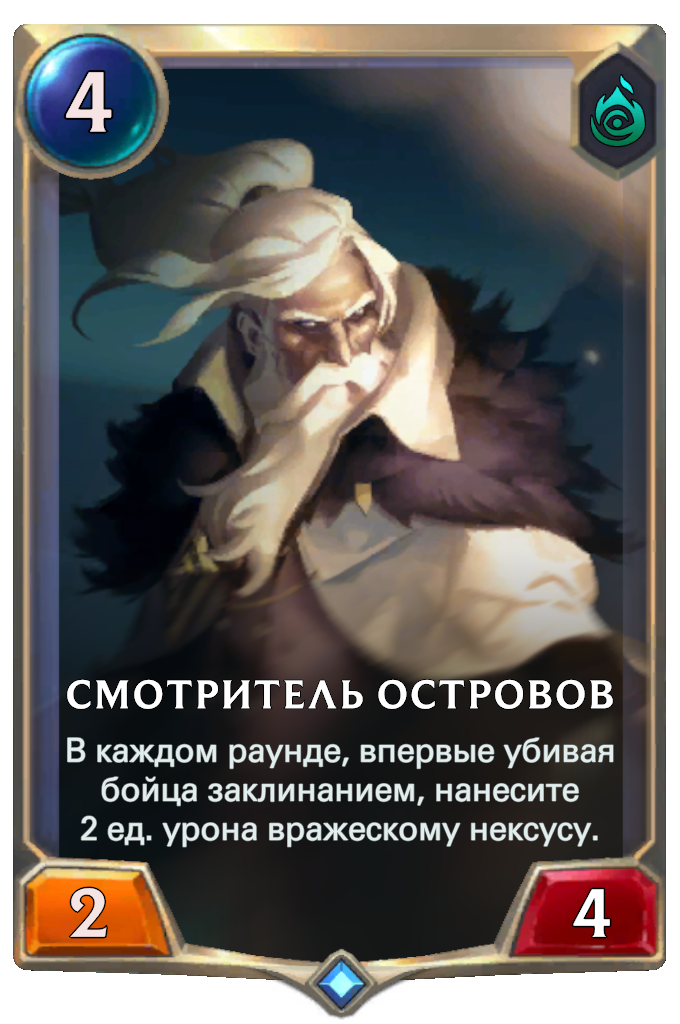 4
СМОТРИТЕЛЬ ОСТРОВОВ
В каждом раунде, впервые убивая
бойца заклинанием, нанесите
2 ед. урона вражескому нексусу.
2
4